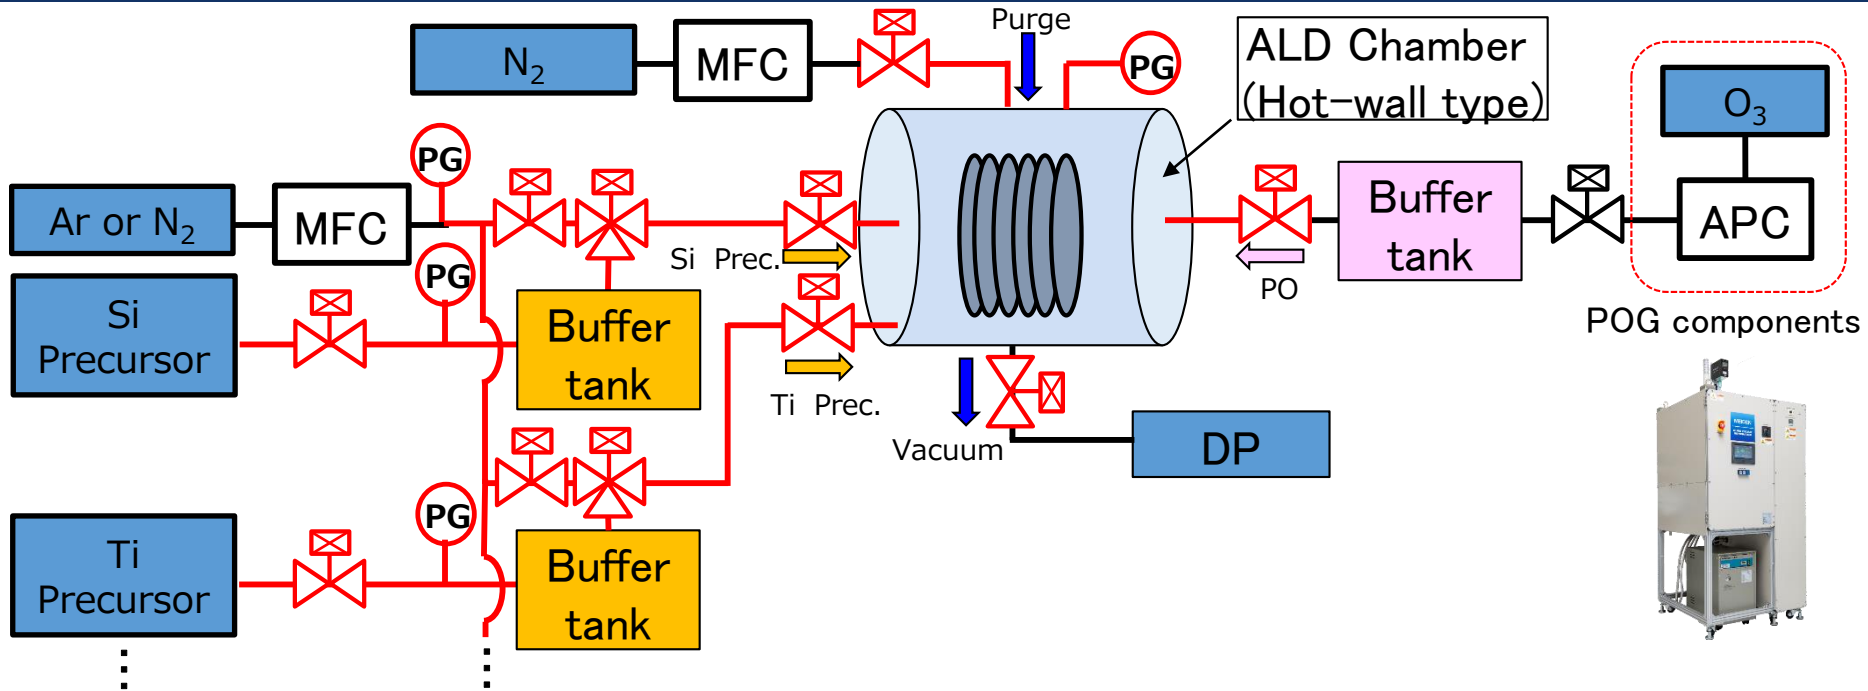 Purge
N₂
MFC
PG
ALD Chamber
(Hot-wall type)
O₃
PG
Ar or N₂
MFC
Buffer
tank
APC
Si Prec.
PG
PO
Si
Precursor
Buffer
tank
POG components
Ti Prec.
Vacuum
DP
PG
Ti
Precursor
Buffer
tank